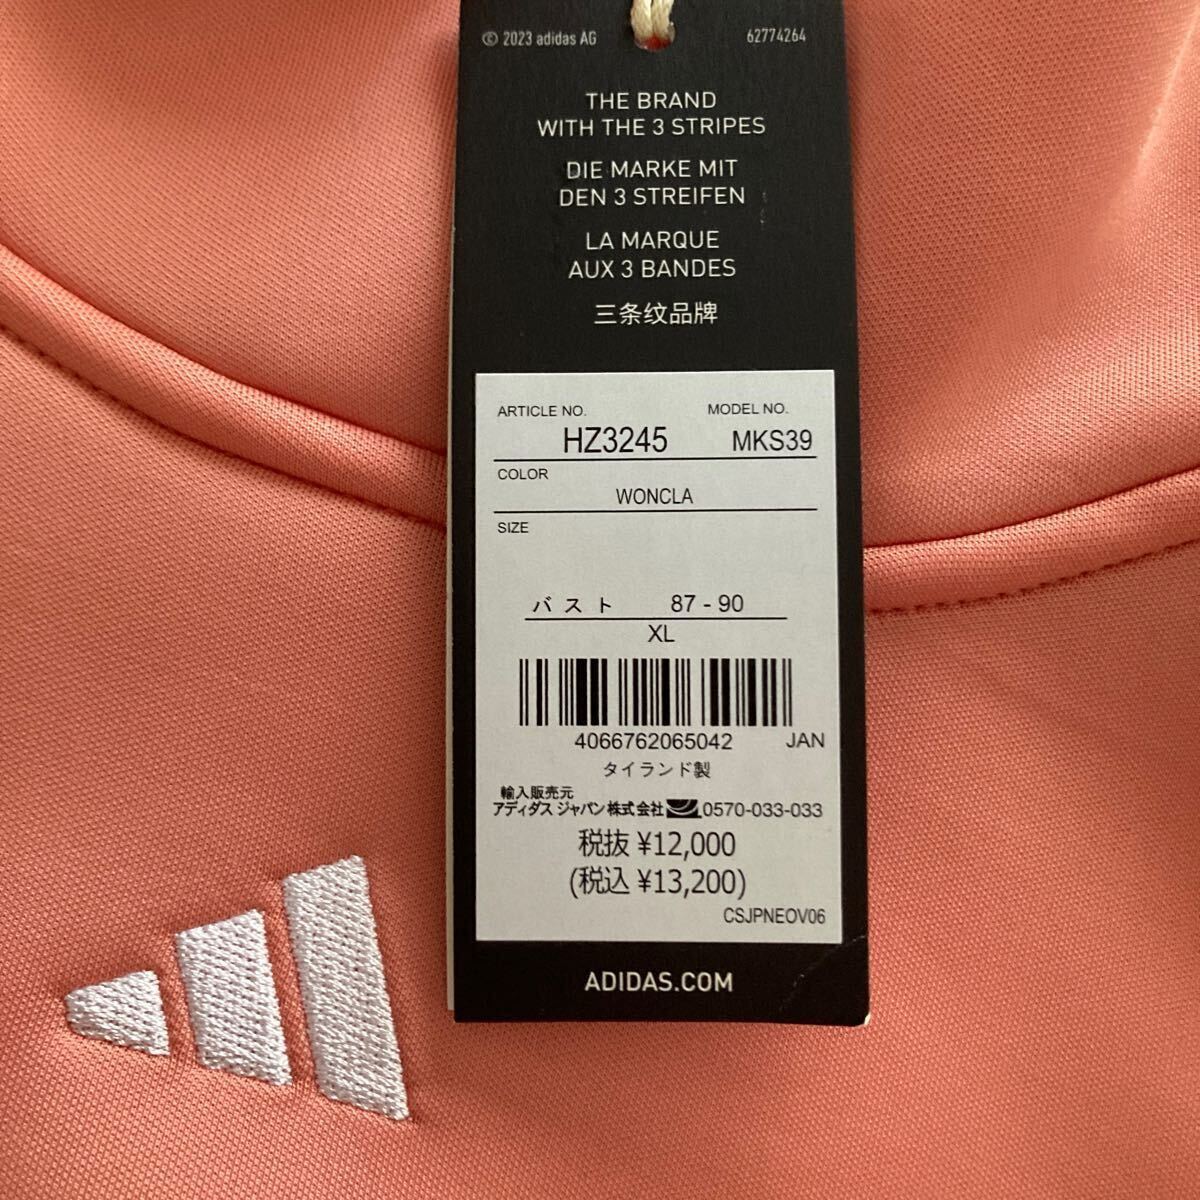 © 2023 adidas AG 62774264
THE BRAND
WITH THE 3 STRIPES
DIE MARKE MIT
DEN 3 STREIFEN
LA MARQUE
AUX 3 BANDES
三条纹品牌
ARTICLE NO. MODEL NO.
HZ3245 MKS39
COLOR
WONCLA
SIZE
バスト 87 - 90
XL
4066762065042 JAN
タイランド製
輸入販売元
アディダス ジャパン株式会社 0570-033-033
税抜 ¥12,000
(税込 ¥13,200)
CSJPNEOV06
ADIDAS.COM